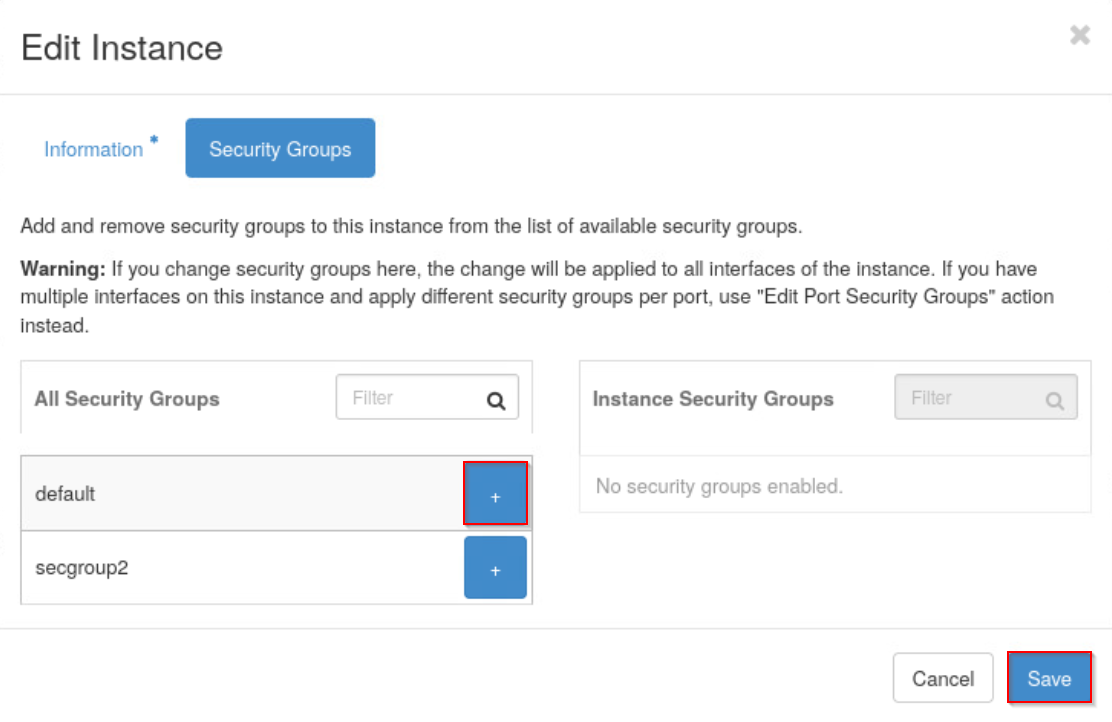 Edit Instance
✖
Information *
Security Groups
Add and remove security groups to this instance from the list of available security groups.
Warning: If you change security groups here, the change will be applied to all interfaces of the instance. If you have
multiple interfaces on this instance and apply different security groups per port, use "Edit Port Security Groups" action
instead.
All Security Groups
Filter
Instance Security Groups
Filter
default
+
No security groups enabled.
secgroup2
+
Cancel
Save